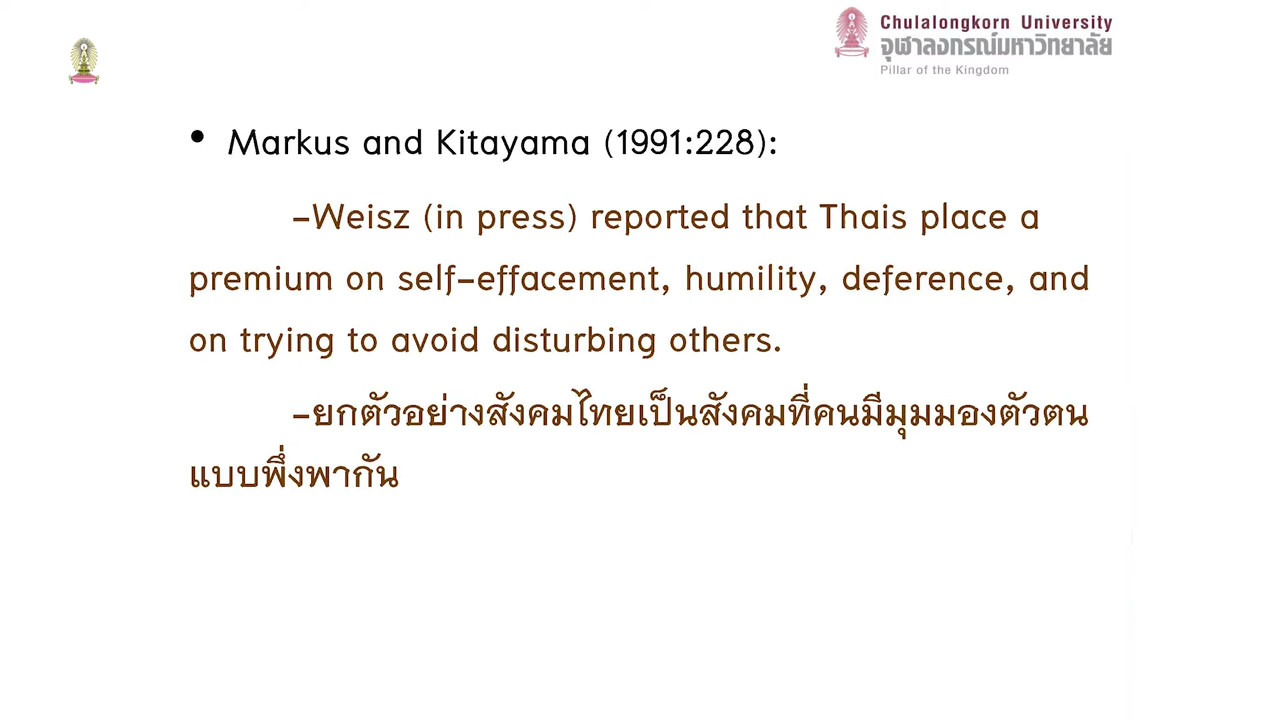 Chulalongkorn University
จุฬาลงกรณ์มหาวิทยาลัย
Pillar of the Kingdom
• Markus and Kitayama (1991:228):
–Weisz (in press) reported that Thais place a
premium on self-effacement, humility, deference, and
on trying to avoid disturbing others.
–ยกตัวอย่างสังคมไทยเป็นสังคมที่คนมีมุมมองตัวตน
แบบพึ่งพากัน